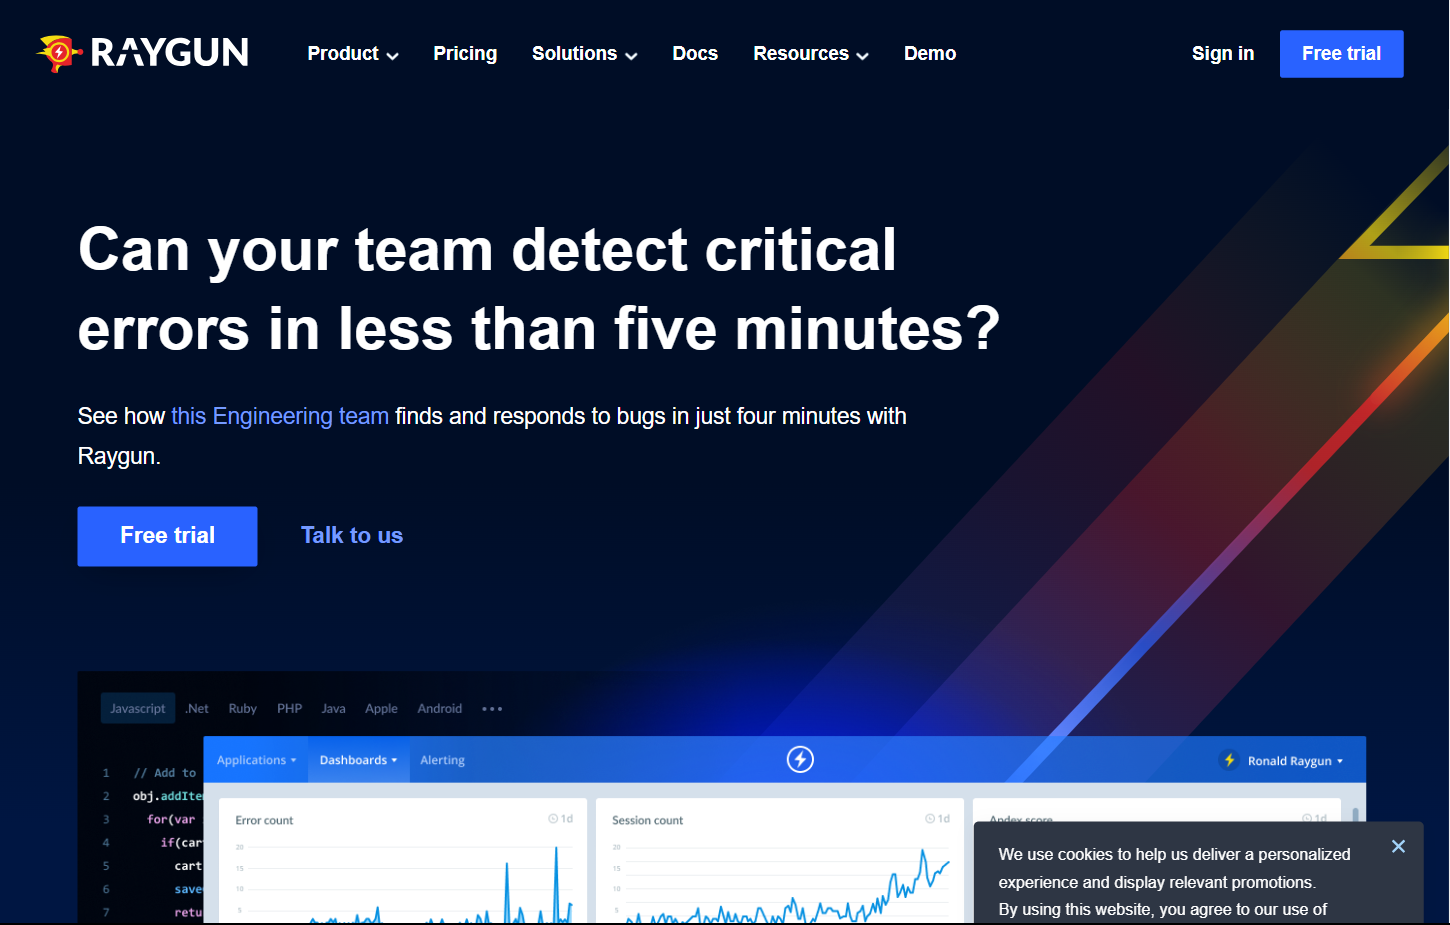 RAYGUN
Product
Pricing
Solutions
Docs
Resources
Demo
Sign in
Free trial
Can your team detect critical
errors in less than five minutes?
See how this Engineering team finds and responds to bugs in just four minutes with
Raygun.
Free trial
Talk to us
Javascript
.Net
Ruby
PHP
Java
Apple
Android
Applications
Dashboards
Alerting
Ronald Raygun
1 // Add to
2 obj.addIte
3 for(var
4 if(car
5 cart
6 save
7 retu
Error count
1d
20
15
10
5
Session count
1d
20
15
10
5
Apdex score
1d
We use cookies to help us deliver a personalized
experience and display relevant promotions.
By using this website, you agree to our use of